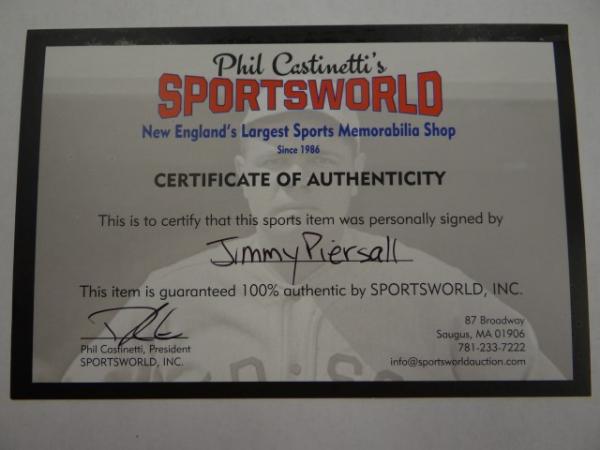 Phil Castinetti's
SPORTSWORLD
New England's Largest Sports Memorabilia Shop
Since 1986
CERTIFICATE OF AUTHENTICITY
This is to certify that this sports item was personally signed by
Jimmy Piersall
This item is guaranteed 100% authentic by SPORTSWORLD, INC.
Phil Castinetti, President
SPORTSWORLD, INC.
87 Broadway
Saugus, MA 01906
781-233-7222
info@sportsworldauction.com